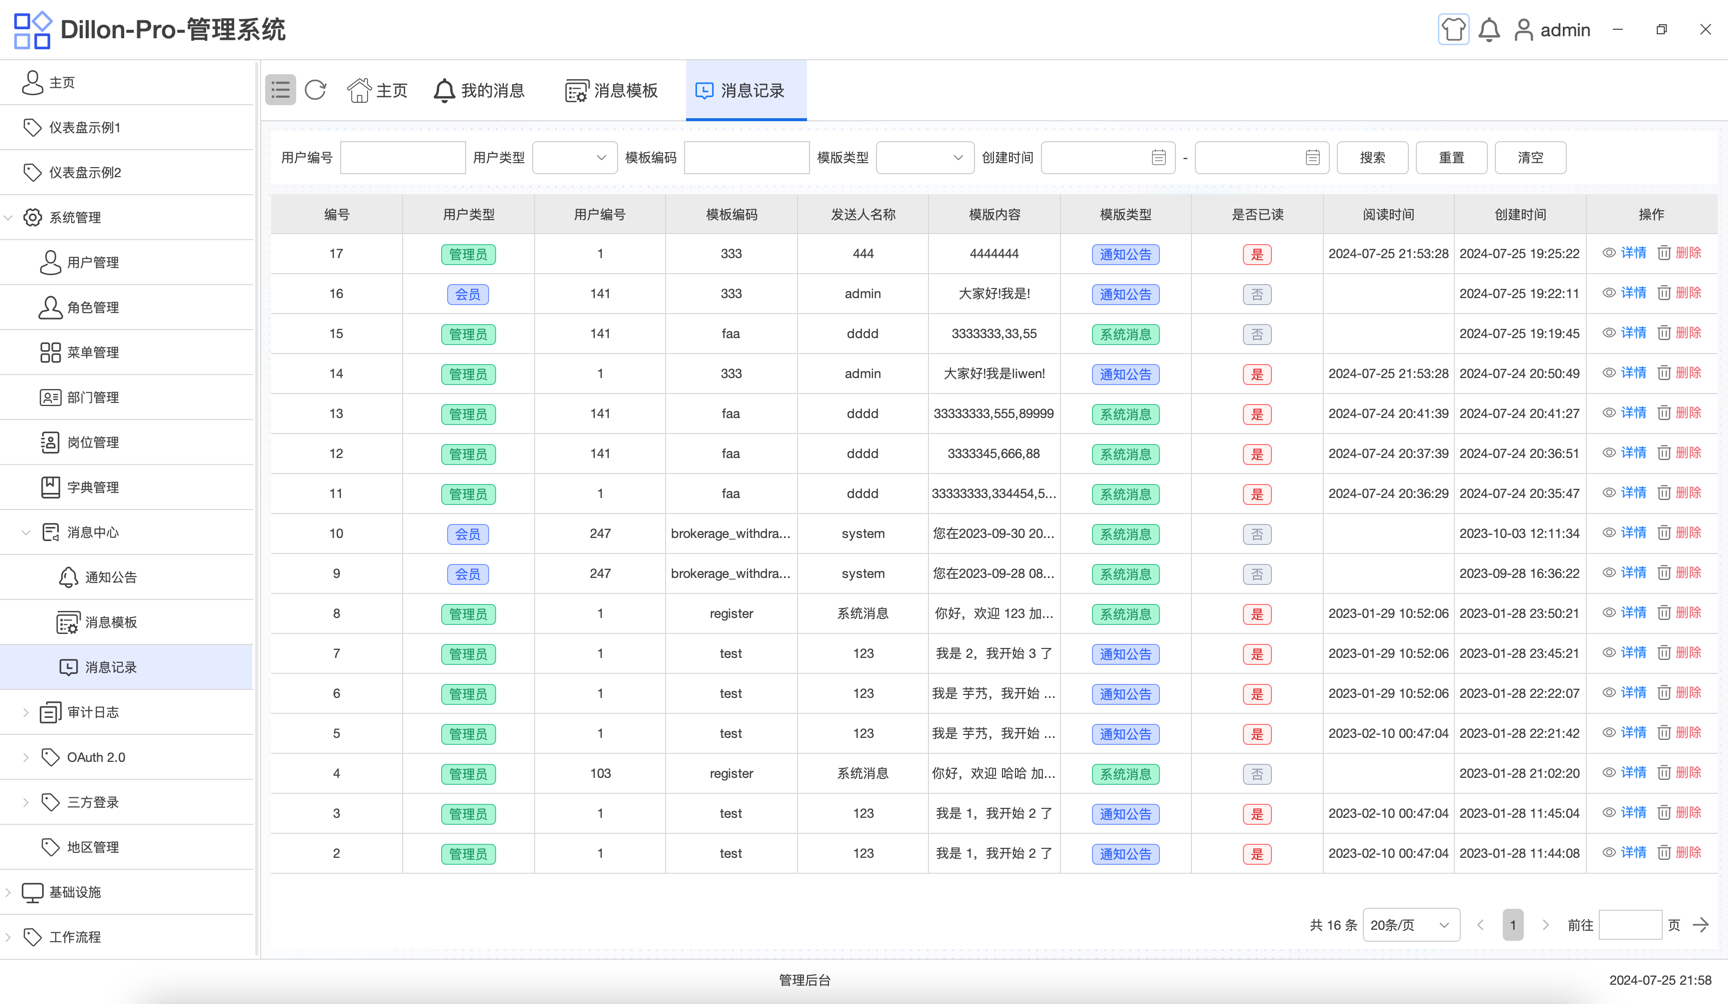 Dillon-Pro-管理系统
admin
主页
仪表盘示例1
仪表盘示例2
系统管理
用户管理
角色管理
菜单管理
部门管理
岗位管理
字典管理
消息中心
通知公告
消息模板
消息记录
审计日志
OAuth 2.0
三方登录
地区管理
基础设施
工作流程
主页 我的消息 消息模板 消息记录
用户编号 用户类型 模板编码 模版类型 创建时间 - 搜索 重置 清空
编号 用户类型 用户编号 模板编码 发送人名称 模版内容 模版类型 是否已读 阅读时间 创建时间 操作
17 管理员 1 333 444 4444444 通知公告 是 2024-07-25 21:53:28 2024-07-25 19:25:22 详情 删除
16 会员 141 333 admin 大家好!我是! 通知公告 否 2024-07-25 19:22:11 详情 删除
15 管理员 141 faa dddd 3333333,33,55 系统消息 否 2024-07-25 19:19:45 详情 删除
14 管理员 1 333 admin 大家好!我是liwen! 通知公告 是 2024-07-25 21:53:28 2024-07-24 20:50:49 详情 删除
13 管理员 141 faa dddd 33333333,555,89999 系统消息 是 2024-07-24 20:41:39 2024-07-24 20:41:27 详情 删除
12 管理员 141 faa dddd 3333345,666,88 系统消息 是 2024-07-24 20:37:39 2024-07-24 20:36:51 详情 删除
11 管理员 1 faa dddd 33333333,334454,5... 系统消息 是 2024-07-24 20:36:29 2024-07-24 20:35:47 详情 删除
10 会员 247 brokerage_withdra... system 您在2023-09-30 20... 系统消息 否 2023-10-03 12:11:34 详情 删除
9 会员 247 brokerage_withdra... system 您在2023-09-28 08... 系统消息 否 2023-09-28 16:36:22 详情 删除
8 管理员 1 register 系统消息 你好，欢迎 123 加... 系统消息 是 2023-01-29 10:52:06 2023-01-28 23:50:21 详情 删除
7 管理员 1 test 123 我是 2，我开始 3 了 通知公告 是 2023-01-29 10:52:06 2023-01-28 23:45:21 详情 删除
6 管理员 1 test 123 我是 芋艿，我开始 ... 通知公告 是 2023-01-29 10:52:06 2023-01-28 22:22:07 详情 删除
5 管理员 1 test 123 我是 芋艿，我开始 ... 通知公告 是 2023-02-10 00:47:04 2023-01-28 22:21:42 详情 删除
4 管理员 103 register 系统消息 你好，欢迎 哈哈 加... 系统消息 否 2023-01-28 21:02:20 详情 删除
3 管理员 1 test 123 我是 1，我开始 2 了 通知公告 是 2023-02-10 00:47:04 2023-01-28 11:45:04 详情 删除
2 管理员 1 test 123 我是 1，我开始 2 了 通知公告 是 2023-02-10 00:47:04 2023-01-28 11:44:08 详情 删除
共 16 条 20条/页 1 前往 页
管理后台
2024-07-25 21:58